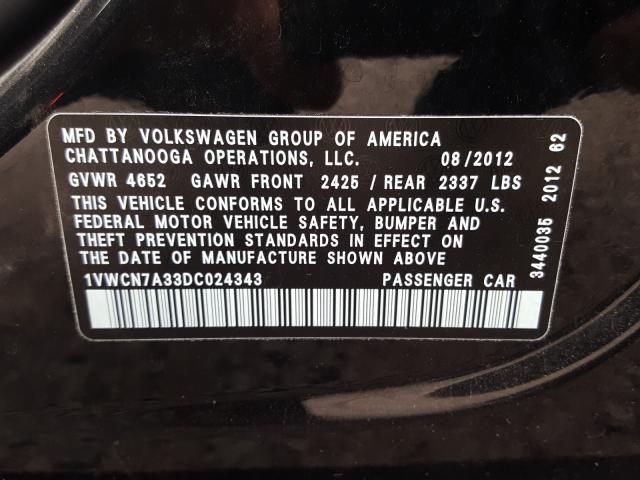 MFD BY VOLKSWAGEN GROUP OF AMERICA
CHATTANOOGA OPERATIONS, LLC. 08/2012
GVWR 4652 GAWR FRONT 2425 / REAR 2337 LBS
THIS VEHICLE CONFORMS TO ALL APPLICABLE U.S.
FEDERAL MOTOR VEHICLE SAFETY, BUMPER AND
THEFT PREVENTION STANDARDS IN EFFECT ON
THE DATE OF MANUFACTURE SHOWN ABOVE
1VWCN7A33DC024343 PASSENGER CAR
3440035 2012 62